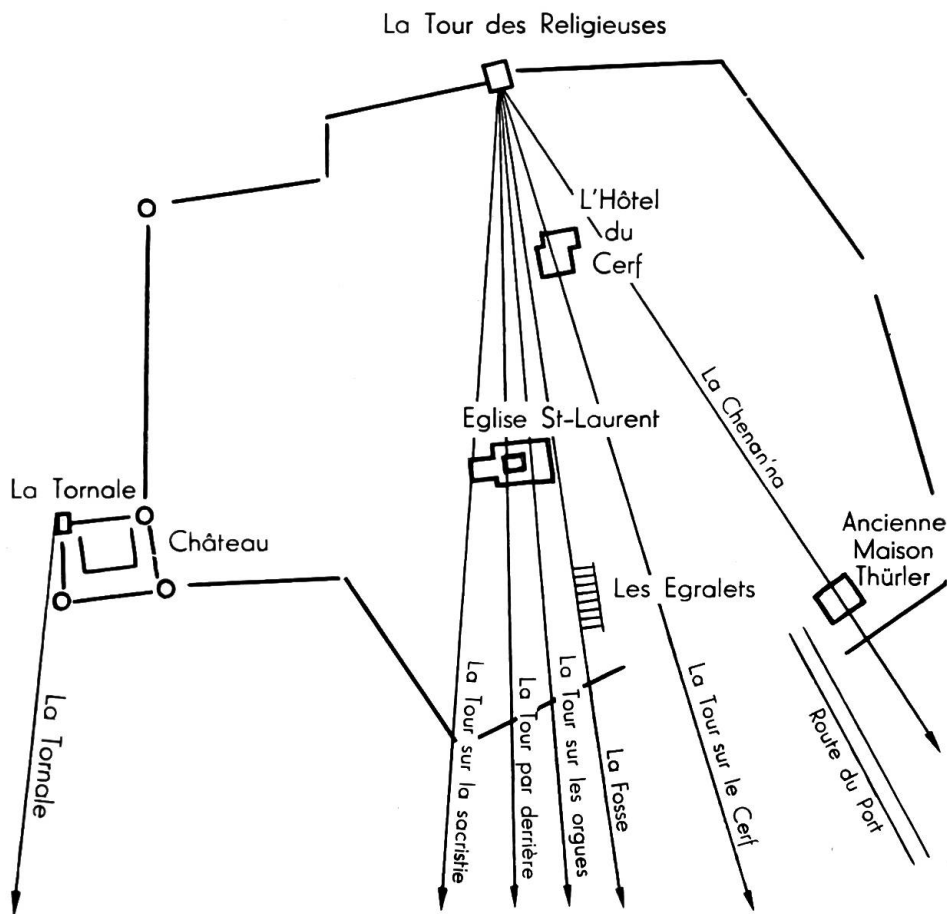 La Tour des Religieuses
L'Hôtel
du
Cerf
La Chenan'na
Eglise St-Laurent
La Tornale
Château
Ancienne
Maison
Thürler
Les Egralets
La Tornale
La Tour sur la sacristie
La Tour par derrière
La Tour sur les orgues
La Fosse
La Tour sur le Cerf
Route du Port